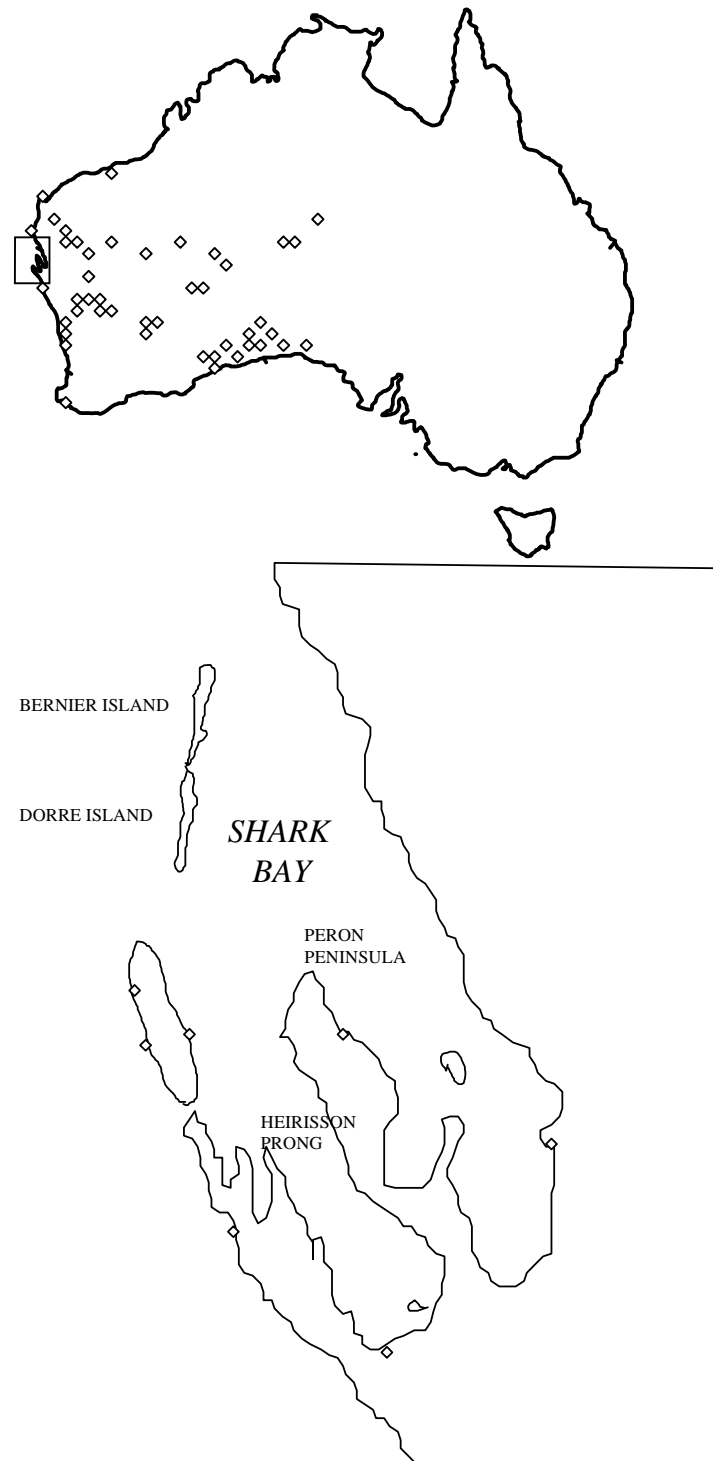 BERNIER ISLAND
DORRE ISLAND
SHARK
BAY
PERON
PENINSULA
HEIRISSON
PRONG